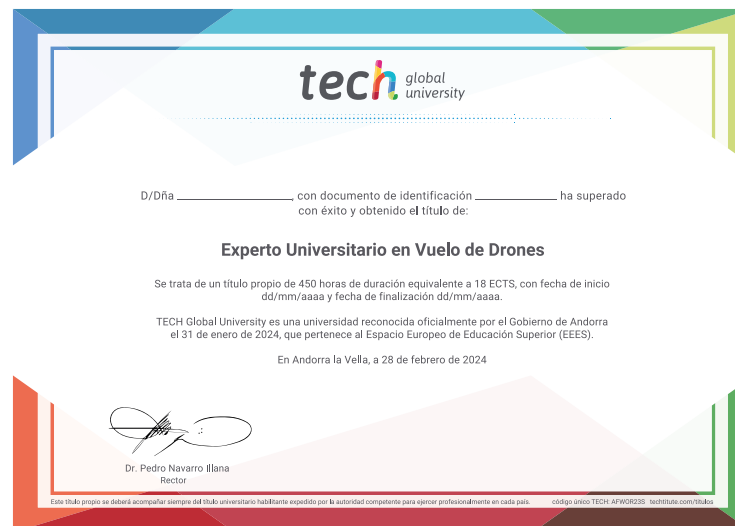 tech global university
D/Dña ____________________, con documento de identificación ______________ ha superado
con éxito y obtenido el título de:
Experto Universitario en Vuelo de Drones
Se trata de un título propio de 450 horas de duración equivalente a 18 ECTS, con fecha de inicio
dd/mm/aaaa y fecha de finalización dd/mm/aaaa.
TECH Global University es una universidad reconocida oficialmente por el Gobierno de Andorra
el 31 de enero de 2024, que pertenece al Espacio Europeo de Educación Superior (EEES).
En Andorra la Vella, a 28 de febrero de 2024
Dr. Pedro Navarro Illana
Rector
Este título propio se deberá acompañar siempre del título universitario habilitante expedido por la autoridad competente para ejercer profesionalmente en cada país. código único TECH: AFWOR23S techtitute.com/titulos